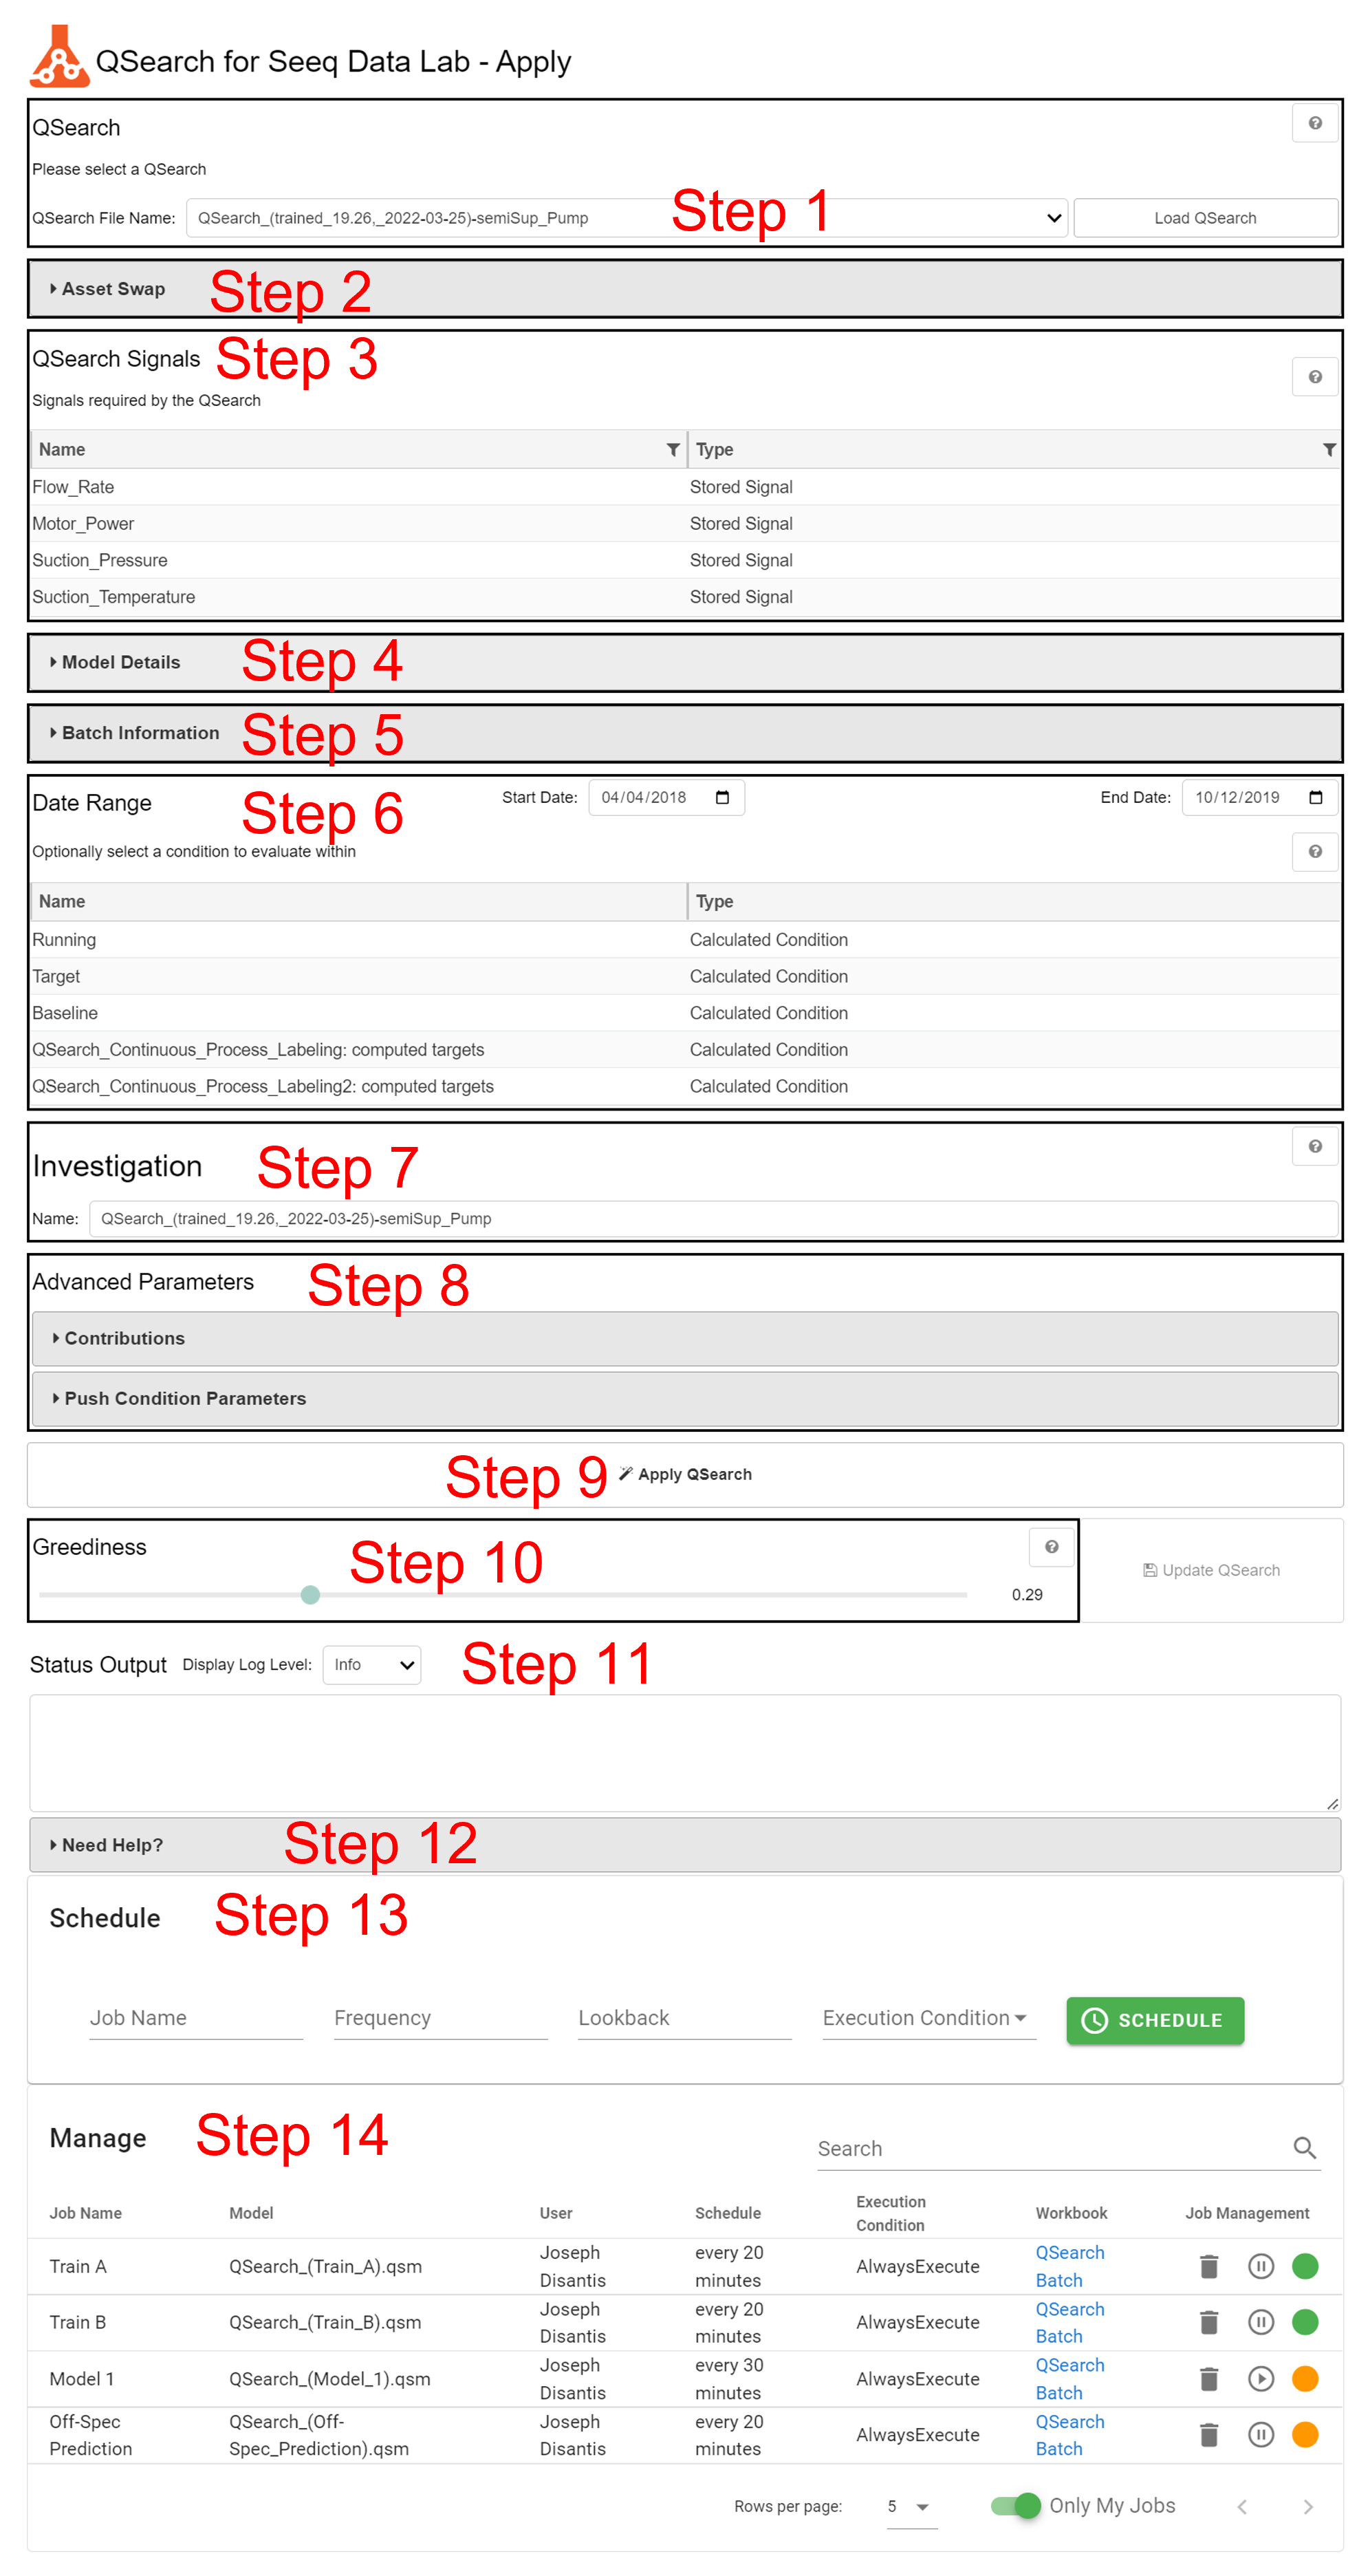 QSearch for Seeq Data Lab - Apply
QSearch
Please select a QSearch
QSearch File Name: QSearch_(trained_19.26,_2022-03-25)-semiSup_Pump Step 1 Load QSearch
Asset Swap Step 2
QSearch Signals Step 3
Signals required by the QSearch
Name Type
Flow_Rate Stored Signal
Motor_Power Stored Signal
Suction_Pressure Stored Signal
Suction_Temperature Stored Signal
Model Details Step 4
Batch Information Step 5
Date Range Step 6 Start Date: 04/04/2018 End Date: 10/12/2019
Optionally select a condition to evaluate within
Name Type
Running Calculated Condition
Target Calculated Condition
Baseline Calculated Condition
QSearch_Continuous_Process_Labeling: computed targets Calculated Condition
QSearch_Continuous_Process_Labeling2: computed targets Calculated Condition
Investigation Step 7
Name: QSearch_(trained_19.26,_2022-03-25)-semiSup_Pump
Advanced Parameters Step 8
Contributions
Push Condition Parameters
Step 9 Apply QSearch
Greediness Step 10
0.29
Update QSearch
Status Output Display Log Level: Info Step 11
Need Help? Step 12
Schedule Step 13
Job Name Frequency Lookback Execution Condition SCHEDULE
Manage Step 14
Search
Job Name Model User Schedule Execution Condition Workbook Job Management
Train A QSearch_(Train_A).qsm Joseph Disantis every 20 minutes AlwaysExecute QSearch Batch
Train B QSearch_(Train_B).qsm Joseph Disantis every 20 minutes AlwaysExecute QSearch Batch
Model 1 QSearch_(Model_1).qsm Joseph Disantis every 30 minutes AlwaysExecute QSearch Batch
Off-Spec Prediction QSearch_(Off-Spec_Prediction).qsm Joseph Disantis every 20 minutes AlwaysExecute QSearch Batch
Rows per page: 5 Only My Jobs